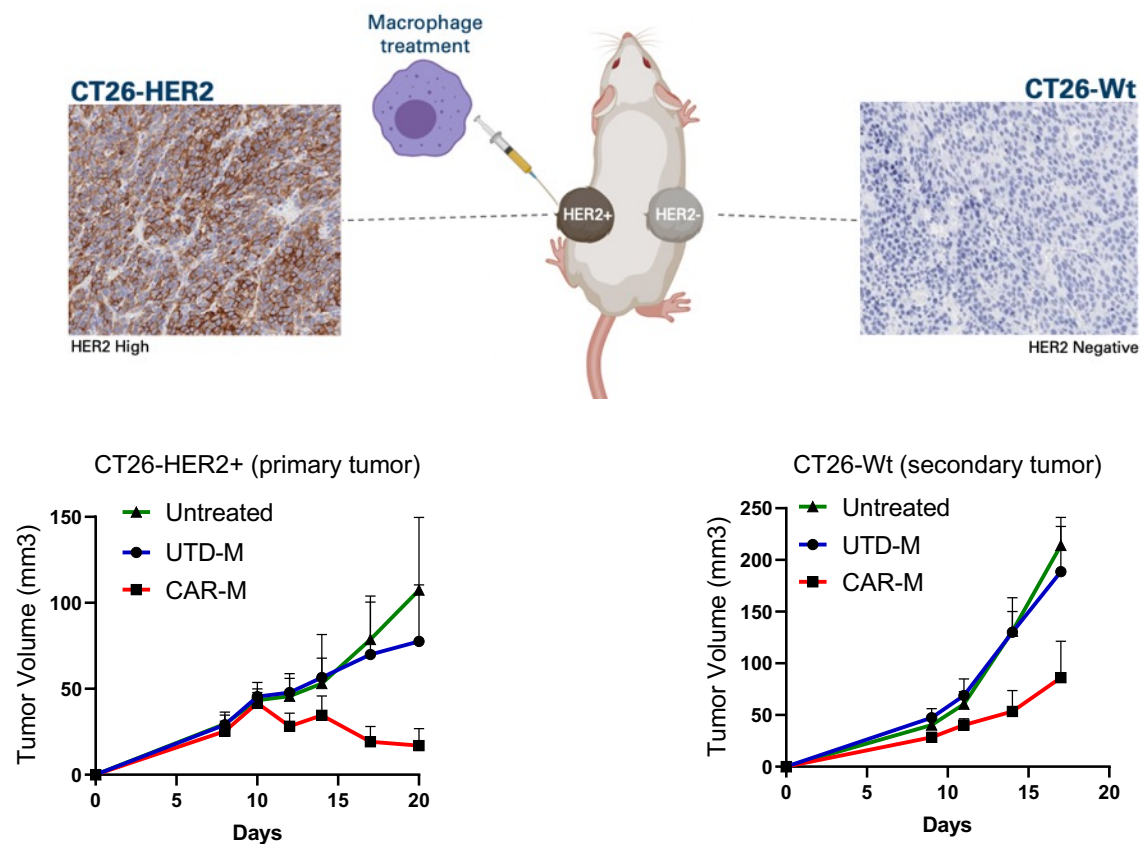 Macrophage
treatment
CT26-HER2
CT26-Wt
HER2+
HER2-
HER2 High
HER2 Negative
CT26-HER2+ (primary tumor)
Untreated
UTD-M
CAR-M
Tumor Volume (mm3)
150
100
50
0
0 5 10 15 20
Days
CT26-Wt (secondary tumor)
Untreated
UTD-M
CAR-M
Tumor Volume (mm3)
250
200
150
100
50
0
0 5 10 15 20
Days